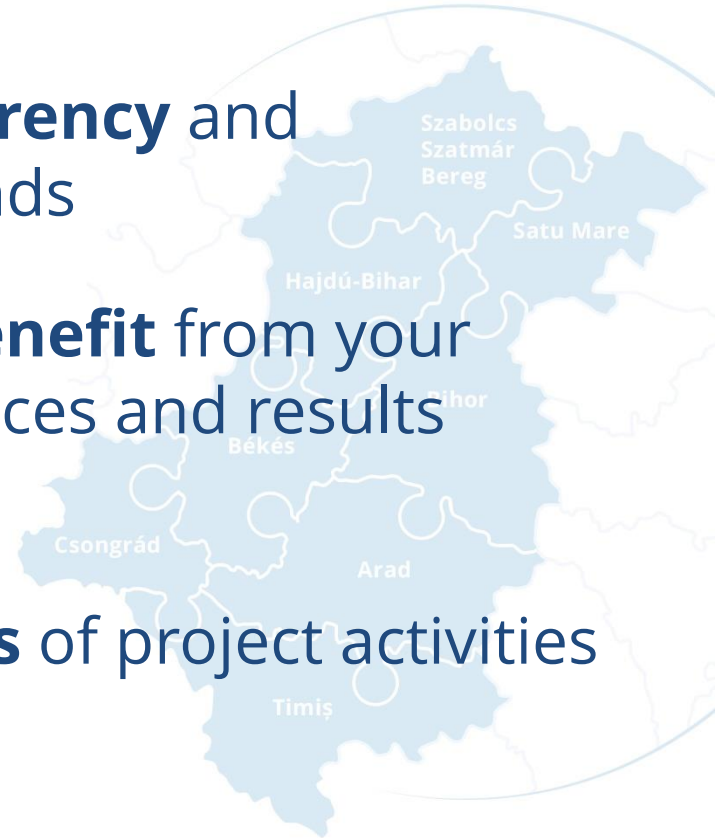 rency and
nds
enefit from your
ces and results
s of project activities
Szabolcs
Szatmár
Bereg
Satu Mare
Hajdú-Bihar
Bihor
Békés
Csongrád
Arad
Timiș